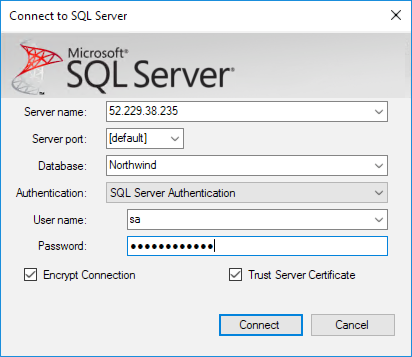 Connect to SQL Server
Microsoft®
SQL Server®
Server name: 52.229.38.235
Server port: [default]
Database: Northwind
Authentication: SQL Server Authentication
User name: sa
Password: ●●●●●●●●●●●●
Encrypt Connection Trust Server Certificate
Connect Cancel